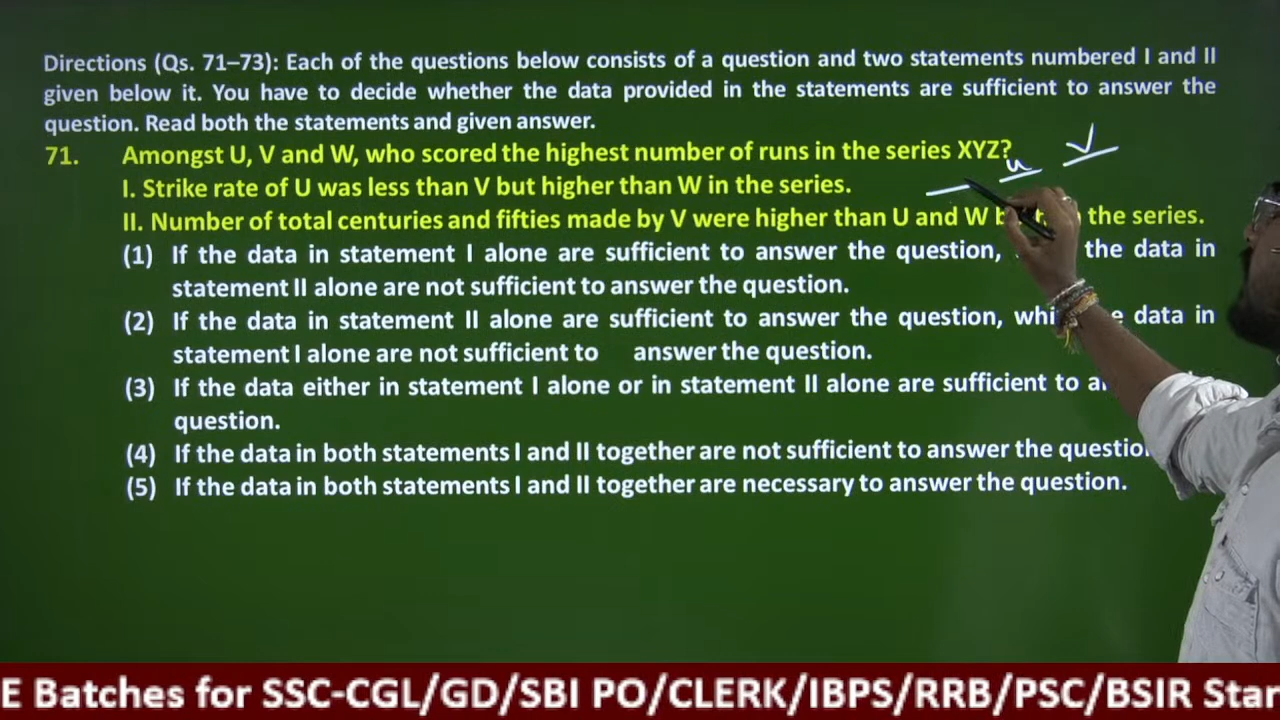 Directions (Qs. 71–73): Each of the questions below consists of a question and two statements numbered I and II
given below it. You have to decide whether the data provided in the statements are sufficient to answer the
question. Read both the statements and given answer.
71. Amongst U, V and W, who scored the highest number of runs in the series XYZ?
u V
I. Strike rate of U was less than V but higher than W in the series.
II. Number of total centuries and fifties made by V were higher than U and W the series.
(1) If the data in statement I alone are sufficient to answer the question, the data in
statement II alone are not sufficient to answer the question.
(2) If the data in statement II alone are sufficient to answer the question, data in
statement I alone are not sufficient to answer the question.
(3) If the data either in statement I alone or in statement II alone are sufficient to
question.
(4) If the data in both statements I and II together are not sufficient to answer the
(5) If the data in both statements I and II together are necessary to answer the question.
E Batches for SSC-CGL/GD/SBI PO/CLERK/IBPS/RRB/PSC/BSIR Star